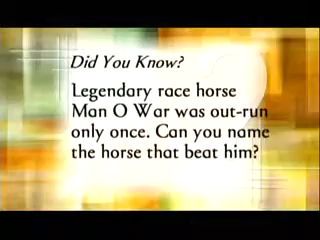 Did You Know?
Legendary race horse
Man O War was out-run
only once. Can you name
the horse that beat him?